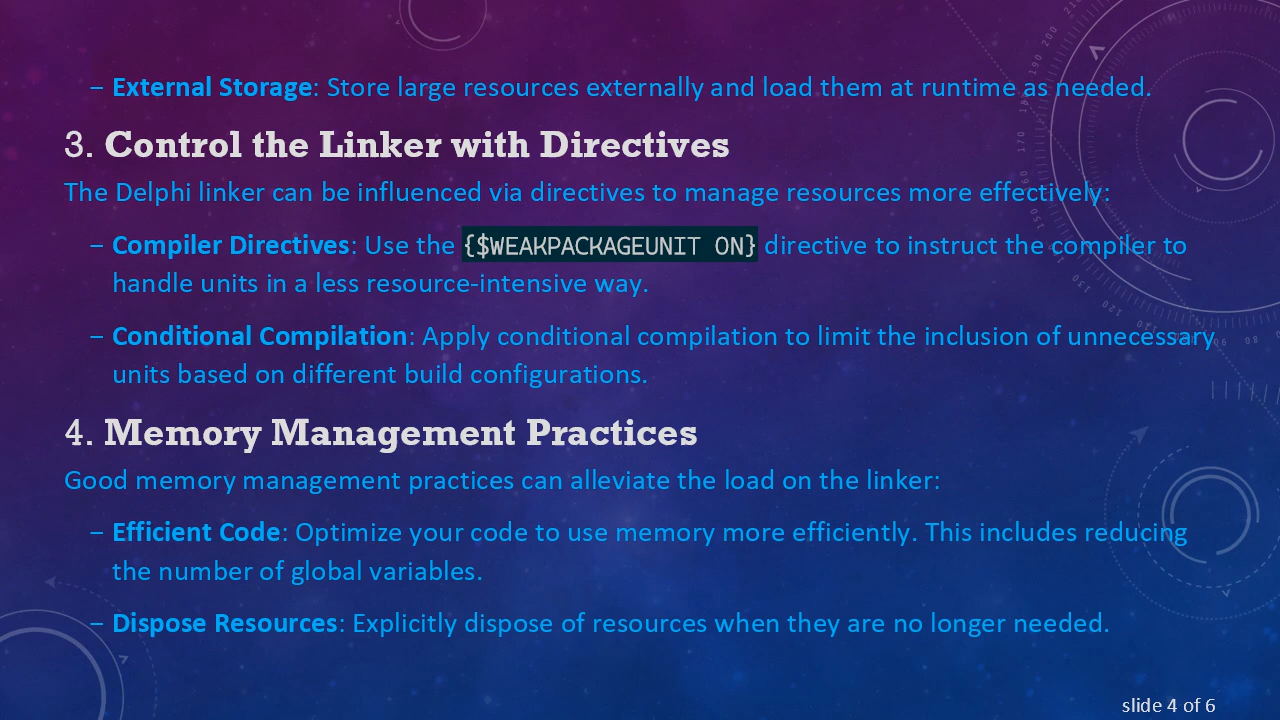 – External Storage: Store large resources externally and load them at runtime as needed.
3. Control the Linker with Directives
The Delphi linker can be influenced via directives to manage resources more effectively:
– Compiler Directives: Use the {$WEAKPACKAGEUNIT ON} directive to instruct the compiler to
handle units in a less resource-intensive way.
– Conditional Compilation: Apply conditional compilation to limit the inclusion of unnecessary
units based on different build configurations.
4. Memory Management Practices
Good memory management practices can alleviate the load on the linker:
– Efficient Code: Optimize your code to use memory more efficiently. This includes reducing
the number of global variables.
– Dispose Resources: Explicitly dispose of resources when they are no longer needed.
slide 4 of 6